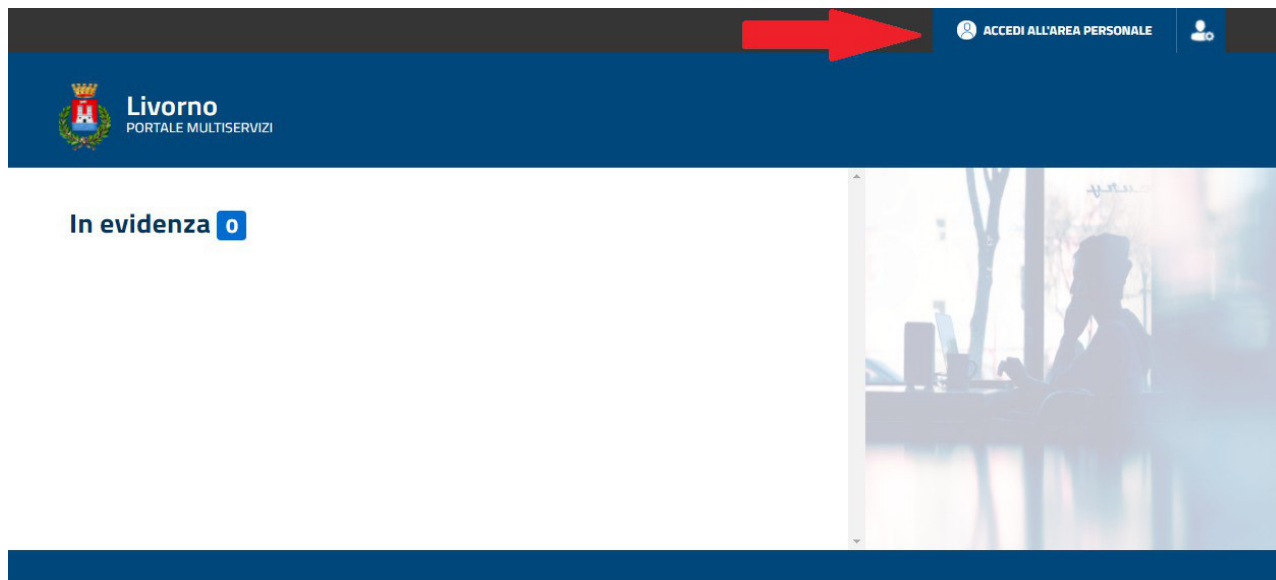 ACCEDI ALL'AREA PERSONALE
Livorno
PORTALE MULTISERVIZI
In evidenza 0